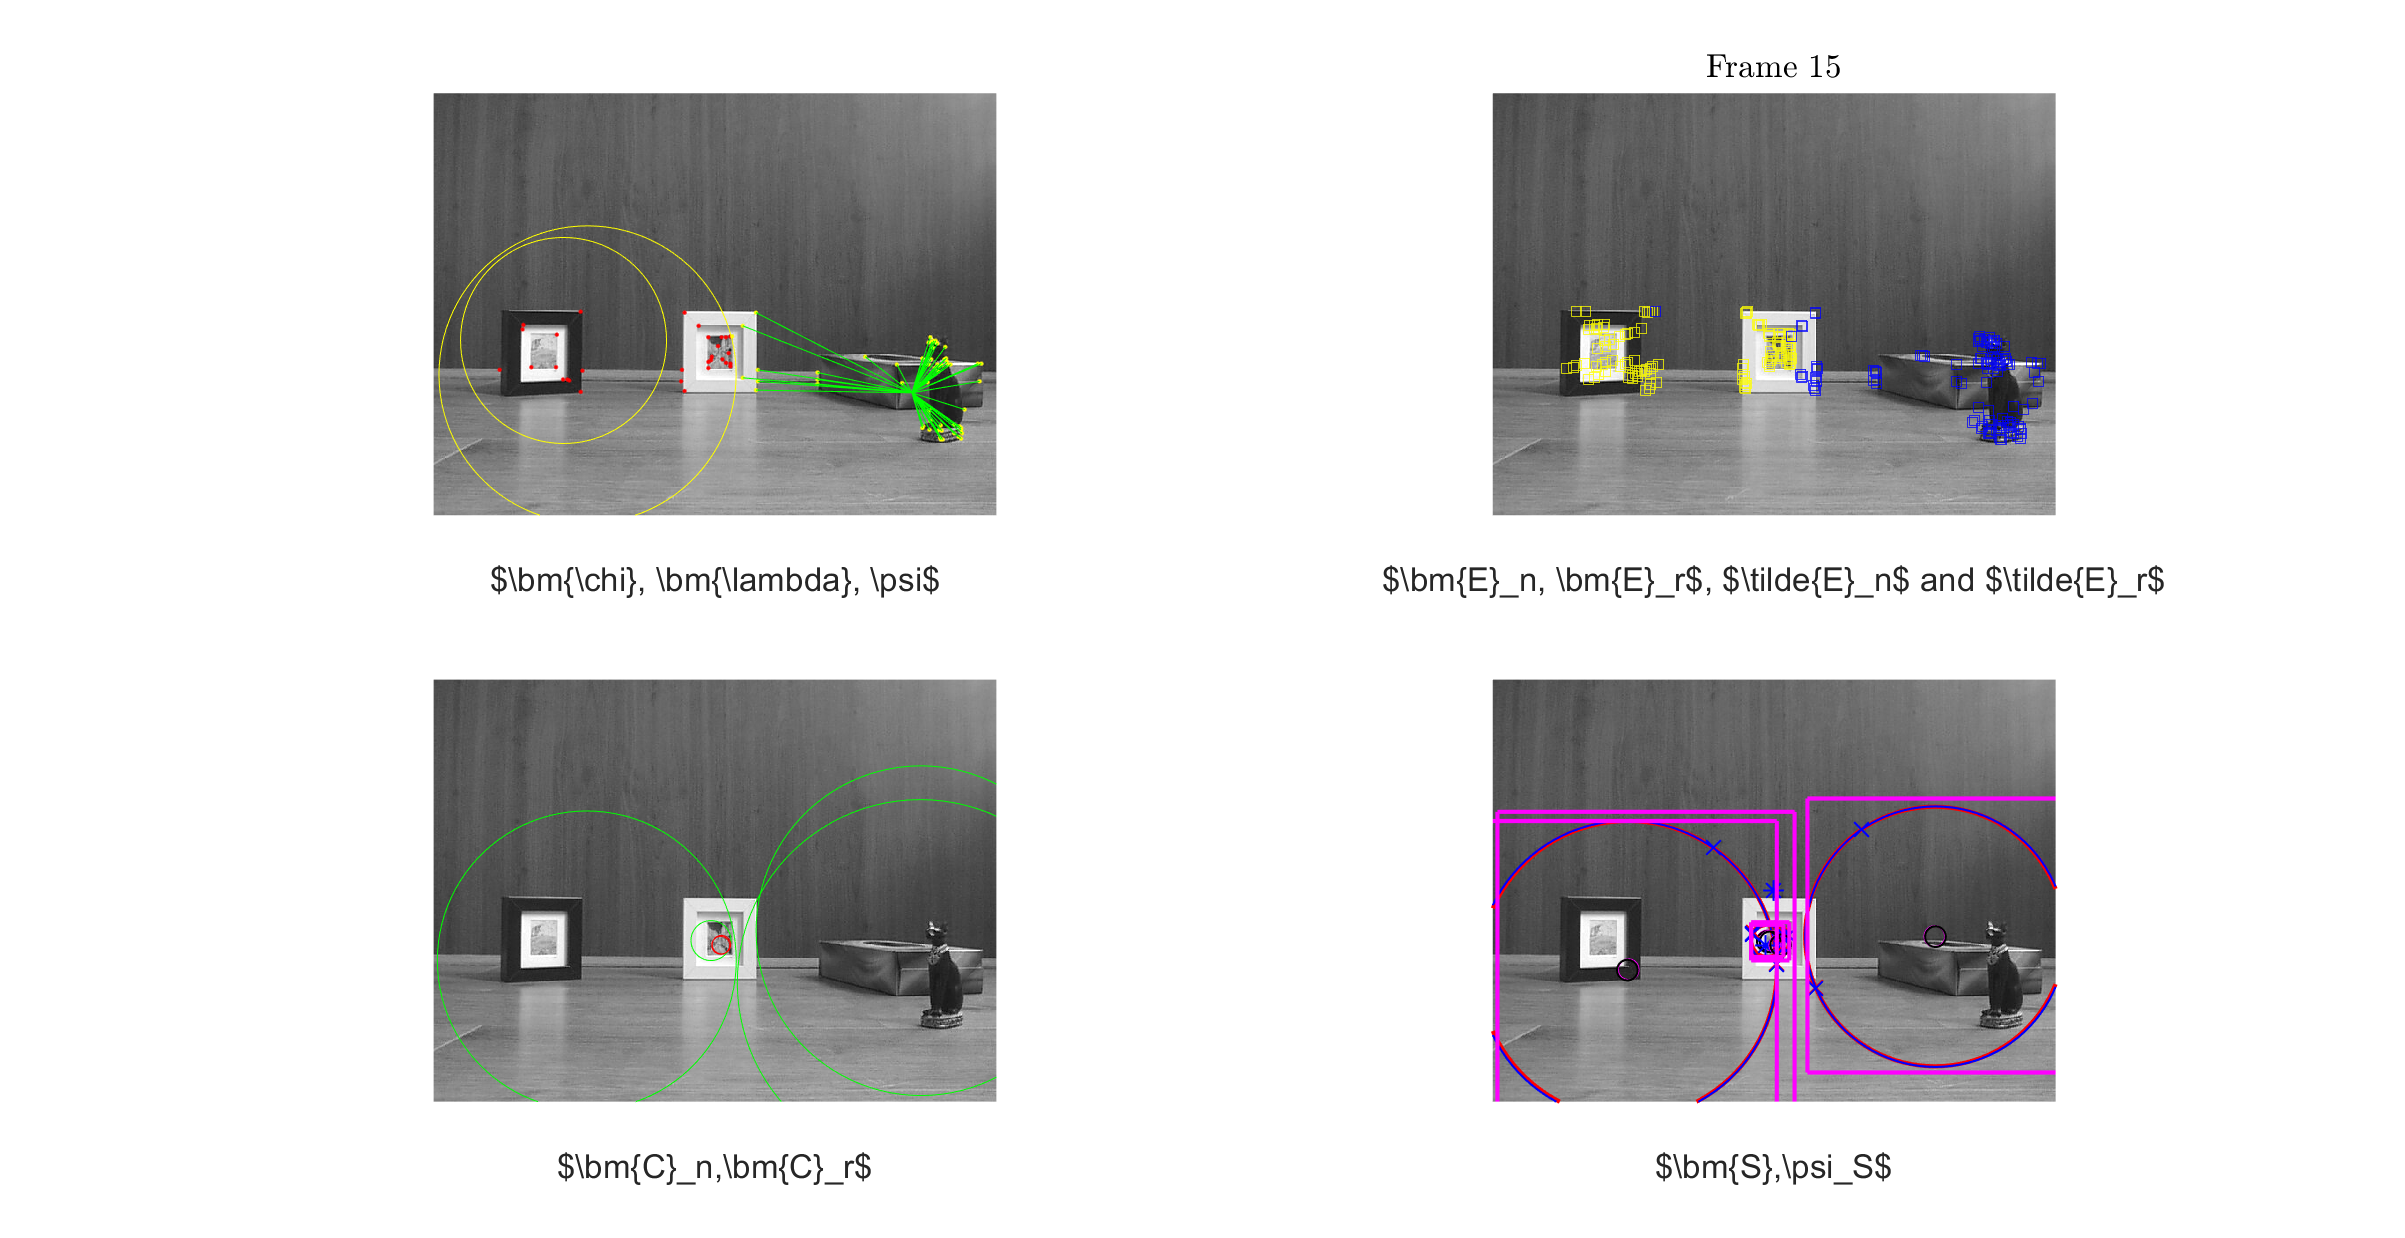 Frame 15
$\bm{\chi}, \bm{\lambda}, \psi$
$\bm{E}_n, \bm{E}_r$, $\tilde{E}_n$ and $\tilde{E}_r$
$\bm{C}_n,\bm{C}_r$
$\bm{S},\psi_S$